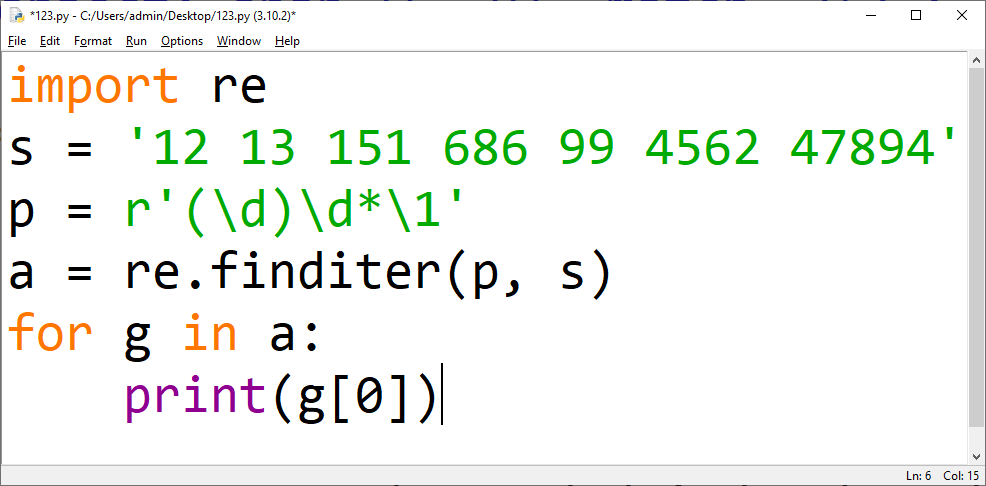 *123.py - C:/Users/admin/Desktop/123.py (3.10.2)*
File Edit Format Run Options Window Help
import re
s = '12 13 151 686 99 4562 47894'
p = r'(\d)\d*\1'
a = re.finditer(p, s)
for g in a:
    print(g[0])
Ln: 6 Col: 15